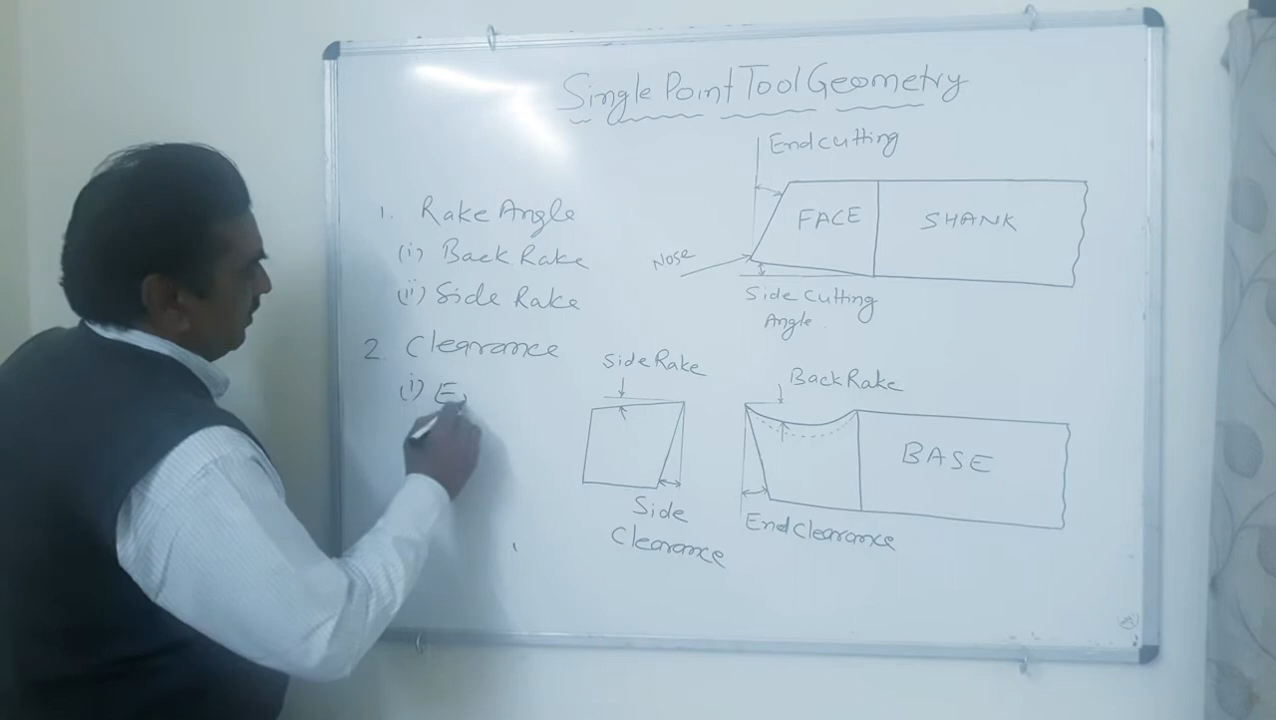 Single Point Tool Geometry
1. Rake Angle
(i) Back Rake
(ii) Side Rake
2. Clearance
(i) E
End cutting
FACE
SHANK
Nose
Side Cutting
Angle
Side Rake
Side
Clearance
Back Rake
BASE
End Clearance